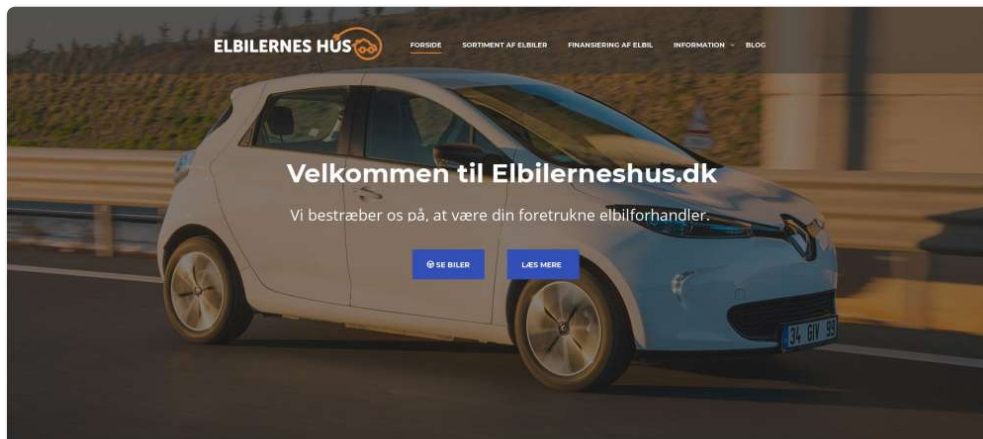 ELBILERNES HUS
FORSIDE
SORTIMENT AF ELBILER
FINANSIERING AF ELBIL
INFORMATION
BLOG
Velkommen til Elbilerneshus.dk
Vi bestræber os på, at være din foretrukne elbilforhandler.
SE BILER
LÆS MERE
34 GIV 99